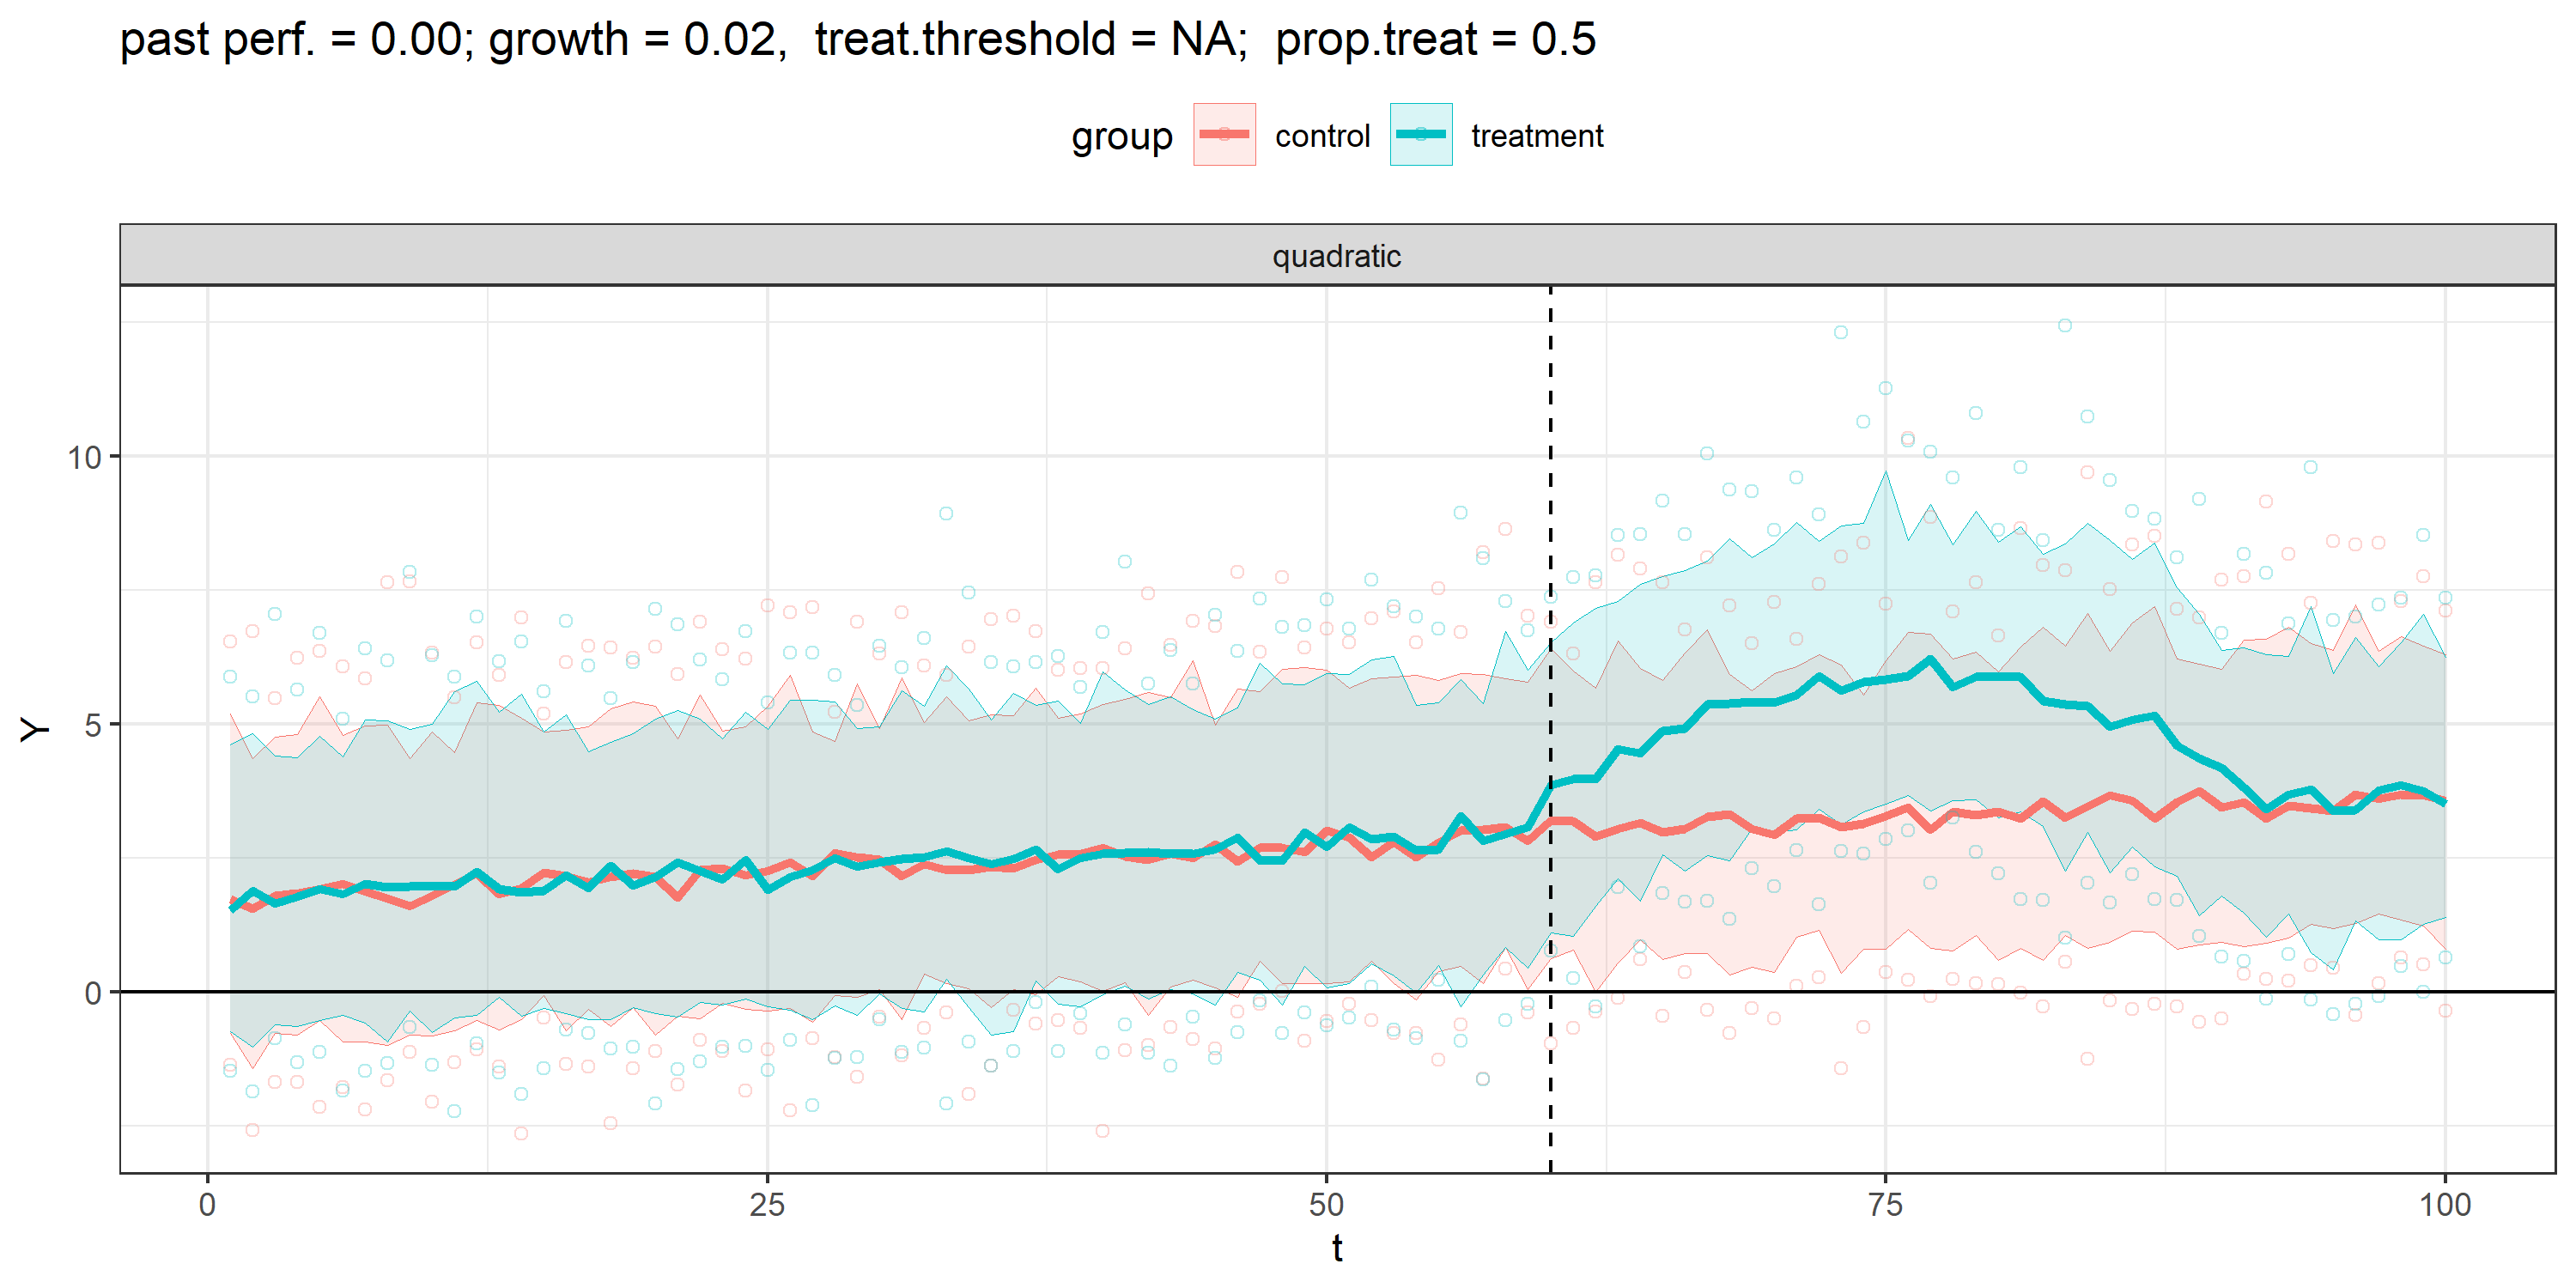 past perf. = 0.00; growth = 0.02,  treat.threshold = NA;  prop.treat = 0.5
group control treatment
quadratic
Y
10
5
0
0 25 50 75 100
t